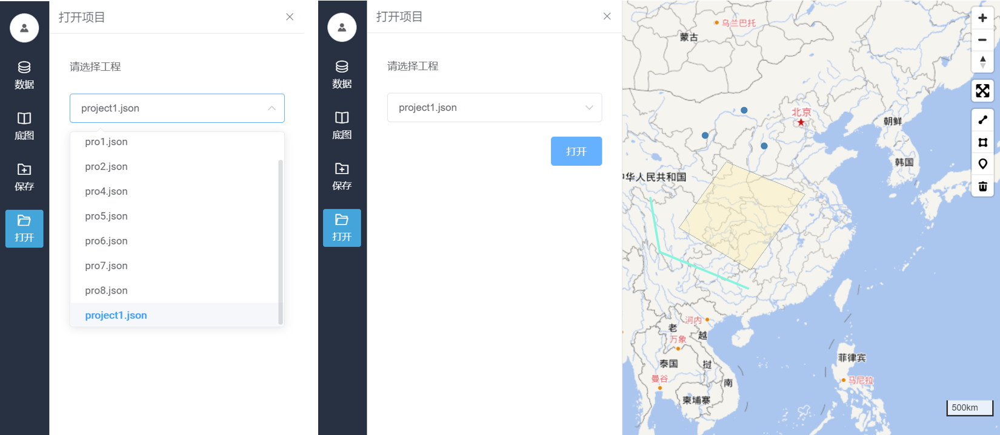 打开项目
数据
底图
保存
打开
请选择工程
project1.json
pro1.json
pro2.json
pro4.json
pro5.json
pro6.json
pro7.json
pro8.json
project1.json
打开项目
数据
底图
保存
打开
请选择工程
project1.json
打开
乌兰巴托
蒙古
北京
朝鲜
韩国
中华人民共和国
河内
老
越
万象
泰国
挝
曼谷
南
柬埔寨
菲律宾
马尼拉
500km